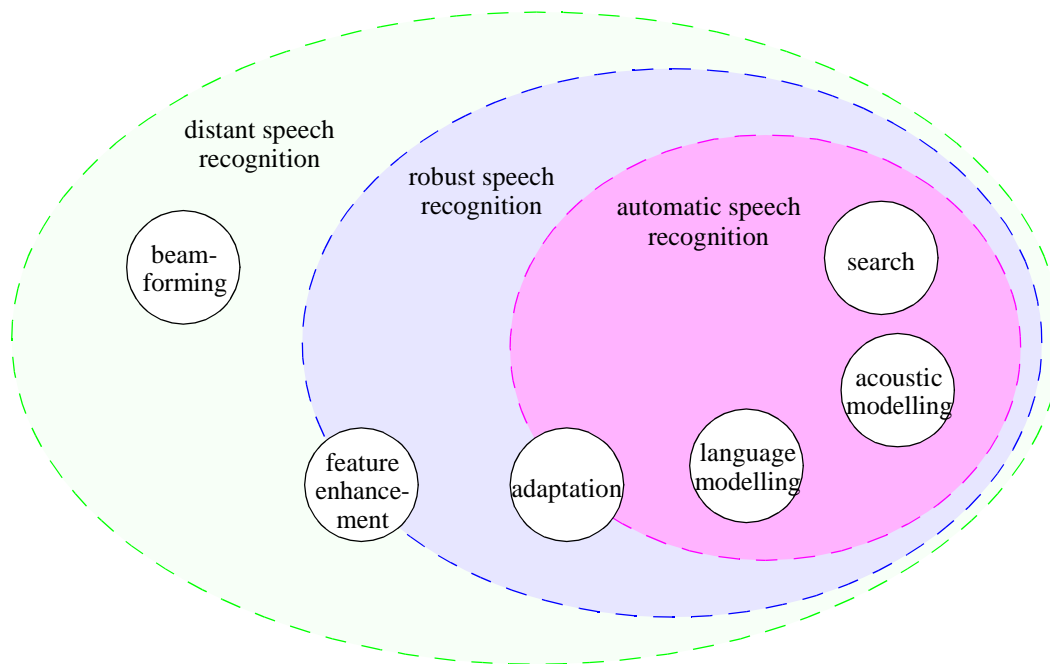 distant speech
recognition
robust speech
recognition
automatic speech
recognition
beam-
forming
search
acoustic
modelling
feature
enhance-
ment
adaptation
language
modelling